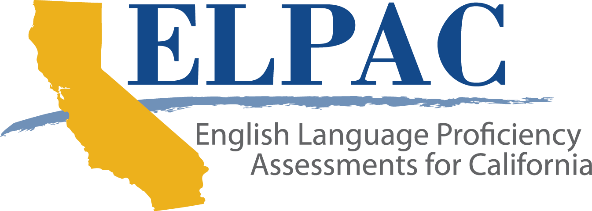 ELPAC
English Language Proficiency
Assessments for California